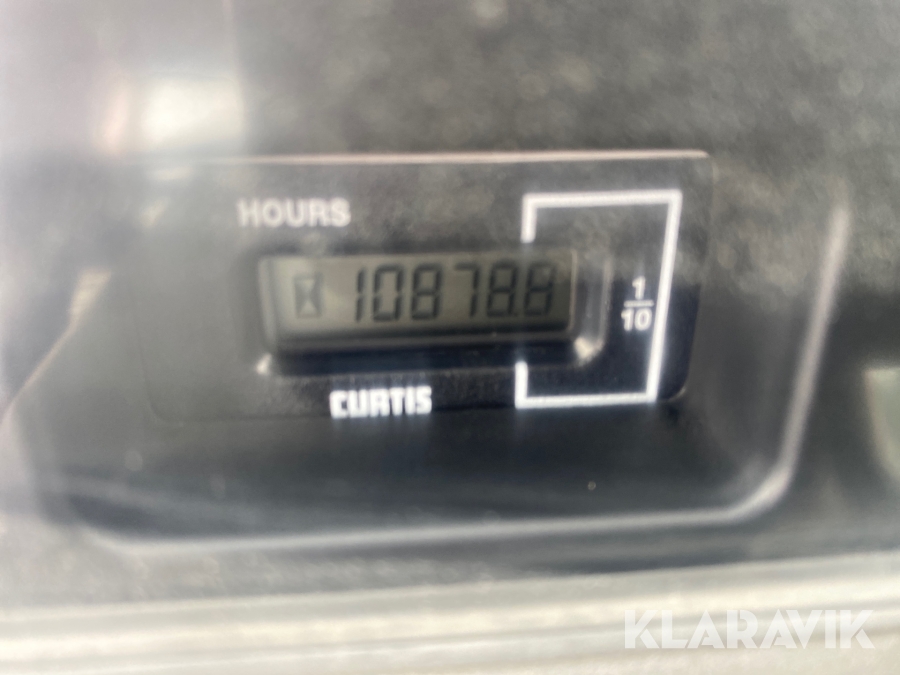 HOURS
10878.8
1/10
CURTIS
KLARAVIK